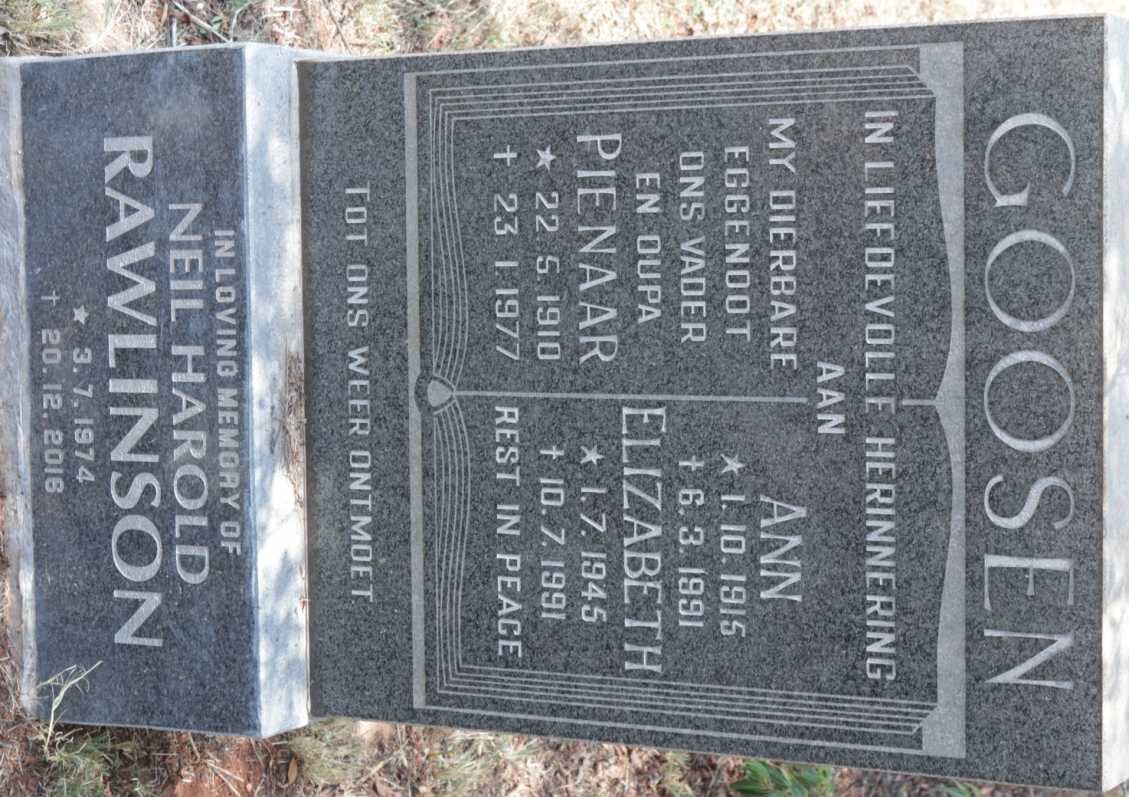 GOOSEN
IN LIEFDEVOLLE HERINNERING
AAN
MY DIERBARE
EGGENOOT
ONS VADER
EN OUPA
PIENAAR
★ 22.5.1910
✝ 23.1.1977
ANN
★ 1.10.1915
✝ 6.3.1991
ELIZABETH
★ 1.7.1945
✝ 10.7.1991
REST IN PEACE
TOT ONS WEER ONTMOET.
IN LOVING MEMORY OF
NEIL HAROLD
RAWLINSON
★ 3.7.1974
✝ 20.12.2016